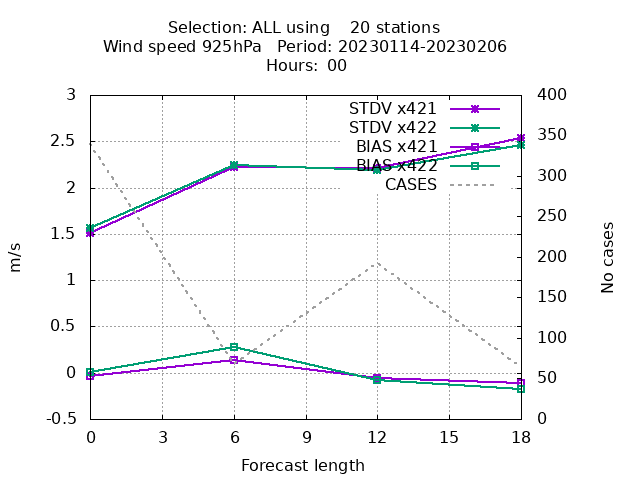 Selection: ALL using    20 stations
Wind speed 925hPa   Period: 20230114-20230206
Hours:  00
STDV x421
STDV x422
BIAS x421
BIAS x422
CASES
3
2.5
2
1.5
1
0.5
0
-0.5
m/s
400
350
300
250
200
150
100
50
0
No cases
0 3 6 9 12 15 18
Forecast length